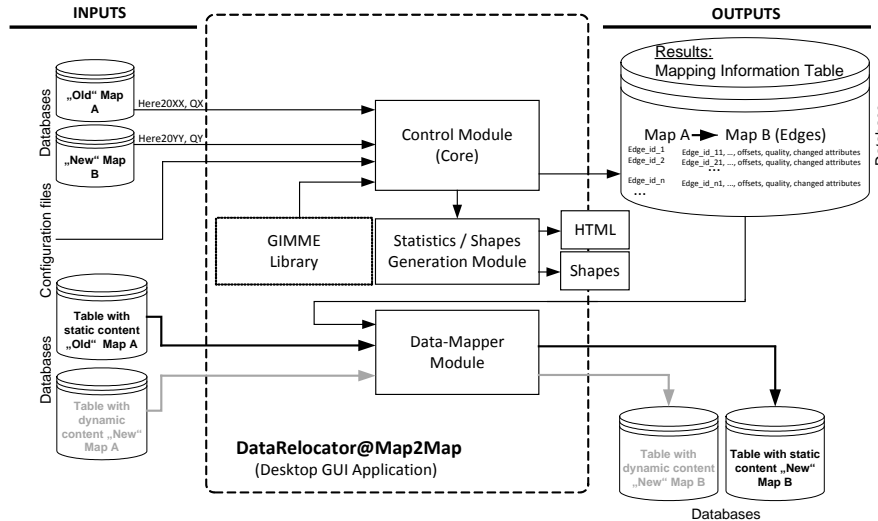 INPUTS
OUTPUTS
Databases
„Old“ Map
A
Here20XX, QX
„New“ Map
B
Here20YY, QY
Configuration files
Control Module
(Core)
GIMME
Library
Statistics / Shapes
Generation Module
HTML
Shapes
Results:
Mapping Information Table
Map A
Map B (Edges)
Edge_id_1
Edge_id_11, ..., offsets, quality, changed attributes
Edge_id_2
Edge_id_21, ..., offsets, quality, changed attributes
...
Edge_id_n
Edge_id_n1, ..., offsets, quality, changed attributes
...
Databases
Table with
static content
„Old“ Map A
Table with
dynamic
content „New“
Map A
Data-Mapper
Module
DataRelocator@Map2Map
(Desktop GUI Application)
Table with
dynamic content
„New“ Map B
Table with static
content „New“
Map B
Databases